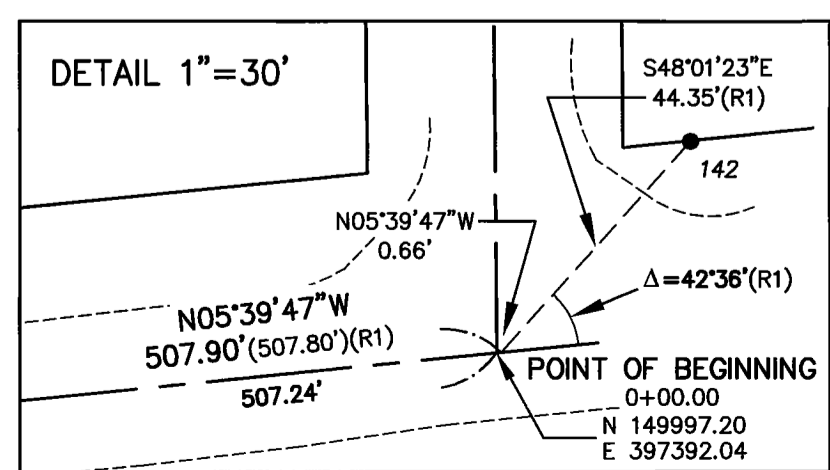 DETAIL 1"=30'
S48°01'23"E
44.35'(R1)
142
N05°39'47"W
0.66'
Δ=42°36'(R1)
N05°39'47"W
507.90'(507.80')(R1)
507.24'
POINT OF BEGINNING
0+00.00
N 149997.20
E 397392.04